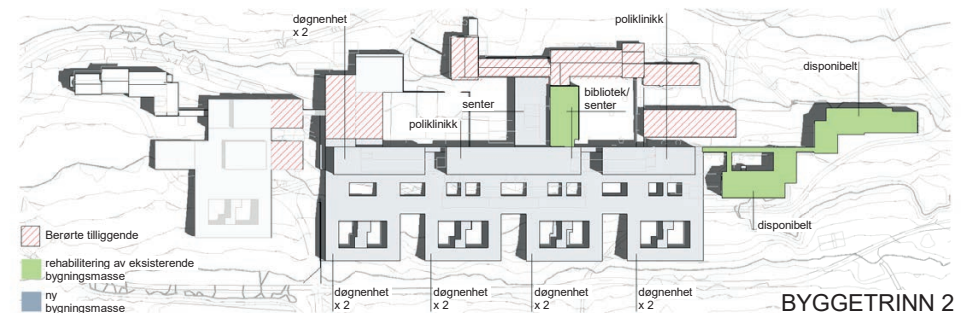 døgnenhet
x 2
poliklinikk
disponibelt
bibliotek/
senter
senter
poliklinikk
disponibelt
Berørte tilliggende
rehabilitering av eksisterende
bygningsmasse
ny
bygningsmasse
døgnenhet
x 2
døgnenhet
x 2
døgnenhet
x 2
døgnenhet
x 2
BYGGETRINN 2